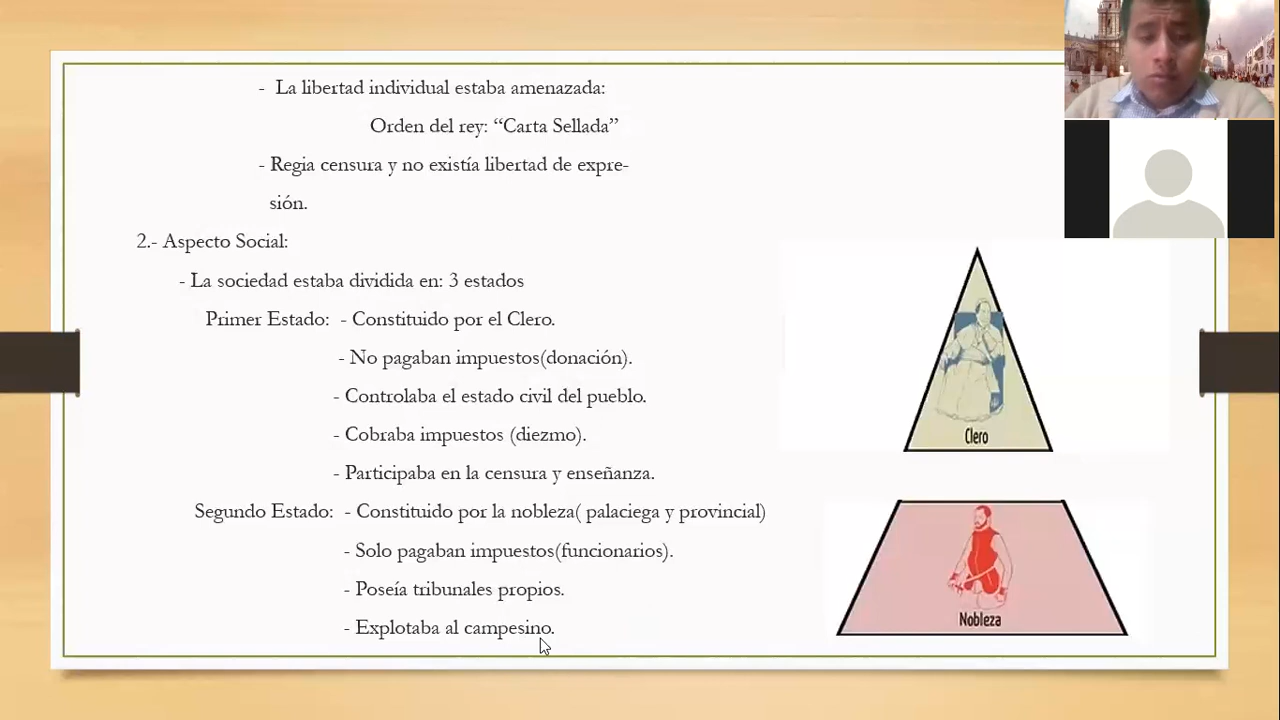 - La libertad individual estaba amenazada:
Orden del rey: “Carta Sellada”
- Regia censura y no existía libertad de expre-
sión.
2.- Aspecto Social:
- La sociedad estaba dividida en: 3 estados
Primer Estado: - Constituido por el Clero.
- No pagaban impuestos(donación).
- Controlaba el estado civil del pueblo.
- Cobraba impuestos (diezmo).
- Participaba en la censura y enseñanza.
Segundo Estado: - Constituido por la nobleza( palaciega y provincial)
- Solo pagaban impuestos(funcionarios).
- Poseía tribunales propios.
- Explotaba al campesino.
Clero
Nobleza